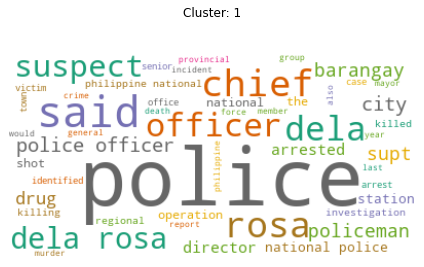 Cluster: 1
suspect
chief
provincial
group
senior
incident
barangay
philippine national
victim
crime
case
mayor
town
said
office
national
the
also
city
death
force
member
killed
would
general
officer
dela
year
police officer
arrested
supt
shot
police
philippine
last
identified
arrest
drug
station
killing
operation
rosa
policeman
investigation
regional
report
dela rosa
director
national police
murder